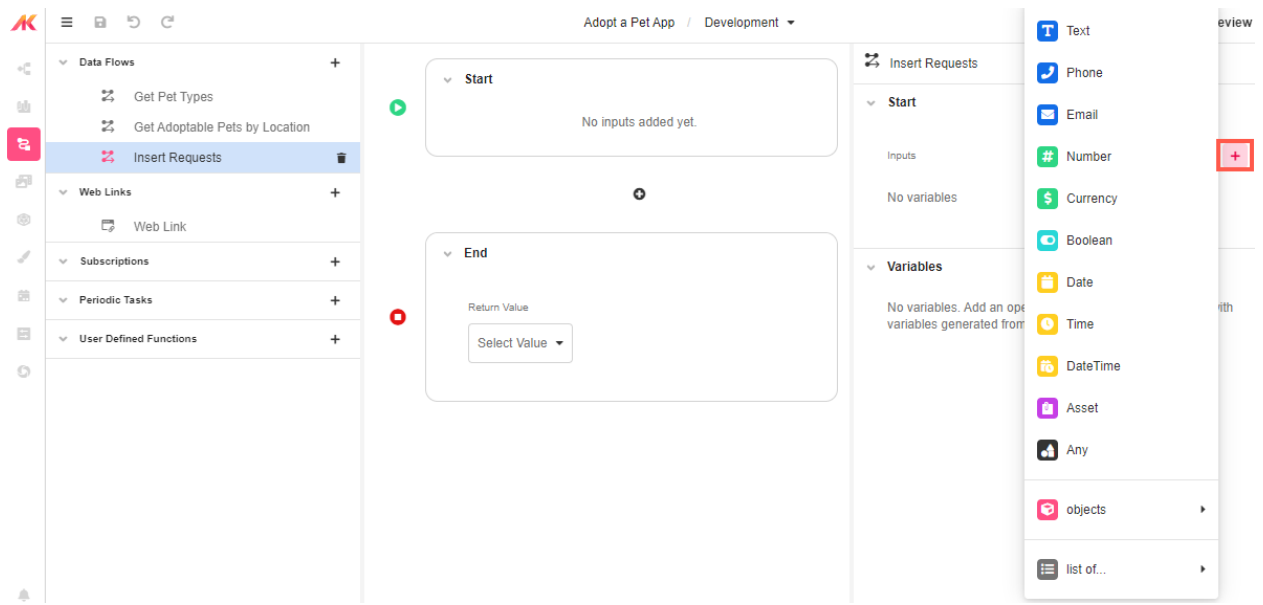 Adopt a Pet App / Development
eview
Data Flows
Get Pet Types
Get Adoptable Pets by Location
Insert Requests
Web Links
Web Link
Subscriptions
Periodic Tasks
User Defined Functions
Start
No inputs added yet.
End
Return Value
Select Value
Insert Requests
Start
Inputs
No variables
Variables
No variables. Add an ope
vith
variables generated from
Text
Phone
Email
Number
Currency
Boolean
Date
Time
DateTime
Asset
Any
objects
list of...